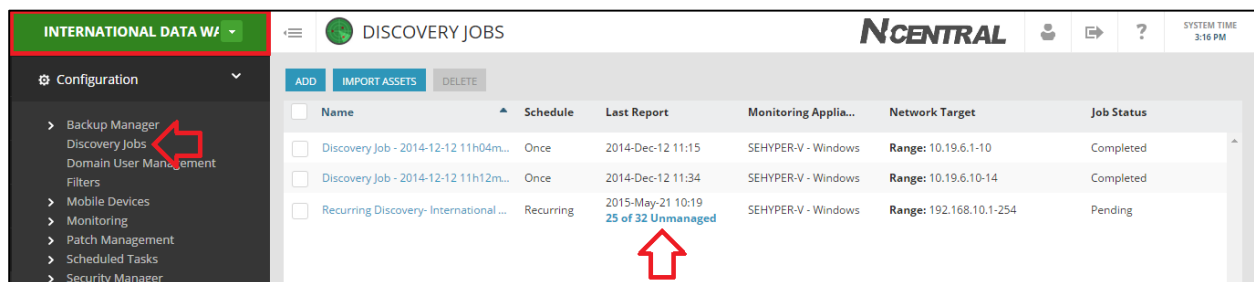 INTERNATIONAL DATA WA
DISCOVERY JOBS
NCENTRAL
?
SYSTEM TIME
3:16 PM
Configuration
Backup Manager
Discovery Jobs
Domain User Management
Filters
Mobile Devices
Monitoring
Patch Management
Scheduled Tasks
Security Manager
ADD IMPORT ASSETS DELETE
Name Schedule Last Report Monitoring Applia... Network Target Job Status
Discovery Job - 2014-12-12 11h04m... Once 2014-Dec-12 11:15 SEHYPER-V - Windows Range: 10.19.6.1-10 Completed
Discovery Job - 2014-12-12 11h12m... Once 2014-Dec-12 11:34 SEHYPER-V - Windows Range: 10.19.6.10-14 Completed
Recurring Discovery- International ... Recurring 2015-May-21 10:19 SEHYPER-V - Windows Range: 192.168.10.1-254 Pending
25 of 32 Unmanaged